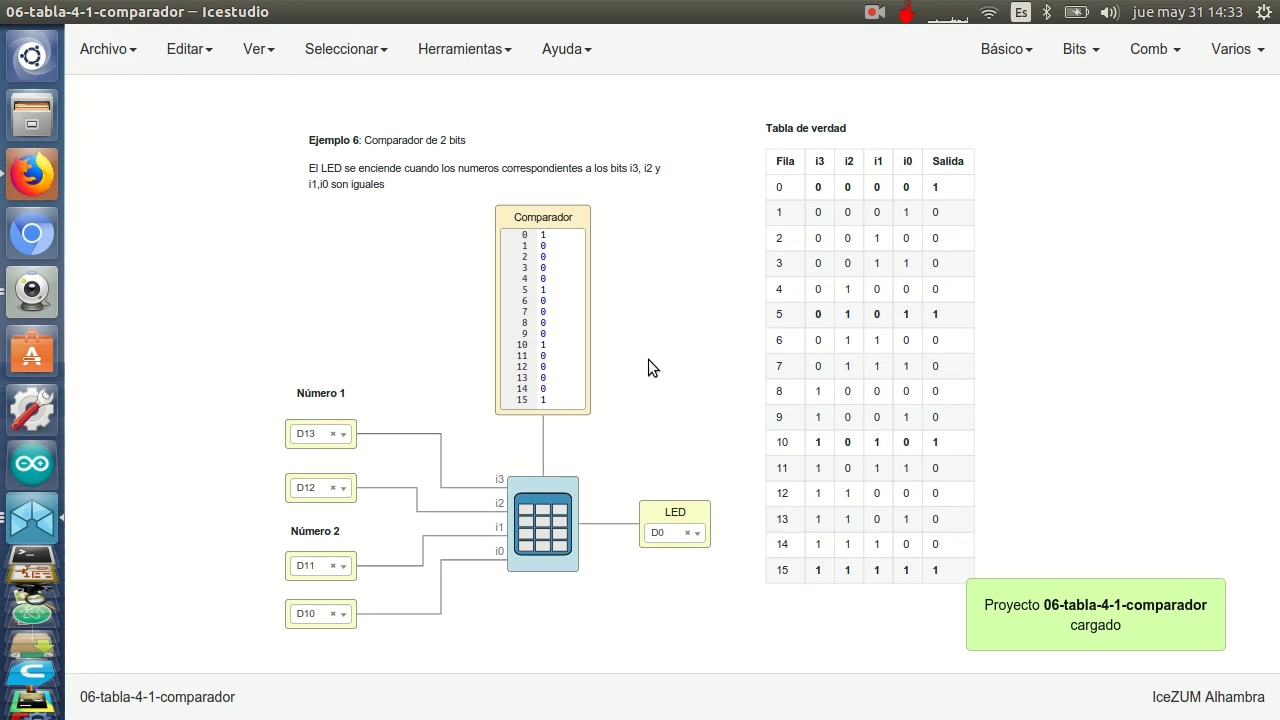 06-tabla-4-1-comparador — Icestudio
Es
jue may 31 14:33
Archivo
Editar
Ver
Seleccionar
Herramientas
Ayuda
Básico
Bits
Comb
Varios
Ejemplo 6: Comparador de 2 bits
El LED se enciende cuando los numeros correspondientes a los bits i3, i2 y
i1,i0 son iguales
Comparador
0 1
1 0
2 0
3 0
4 0
5 1
6 0
7 0
8 0
9 0
10 1
11 0
12 0
13 0
14 0
15 1
Número 1
D13
D12
Número 2
D11
D10
i3
i2
i1
i0
LED
D0
Tabla de verdad
Fila i3 i2 i1 i0 Salida
0 0 0 0 0 1
1 0 0 0 1 0
2 0 0 1 0 0
3 0 0 1 1 0
4 0 1 0 0 0
5 0 1 0 1 1
6 0 1 1 0 0
7 0 1 1 1 0
8 1 0 0 0 0
9 1 0 0 1 0
10 1 0 1 0 1
11 1 0 1 1 0
12 1 1 0 0 0
13 1 1 0 1 0
14 1 1 1 0 0
15 1 1 1 1 1
Proyecto 06-tabla-4-1-comparador
cargado
06-tabla-4-1-comparador
IceZUM Alhambra